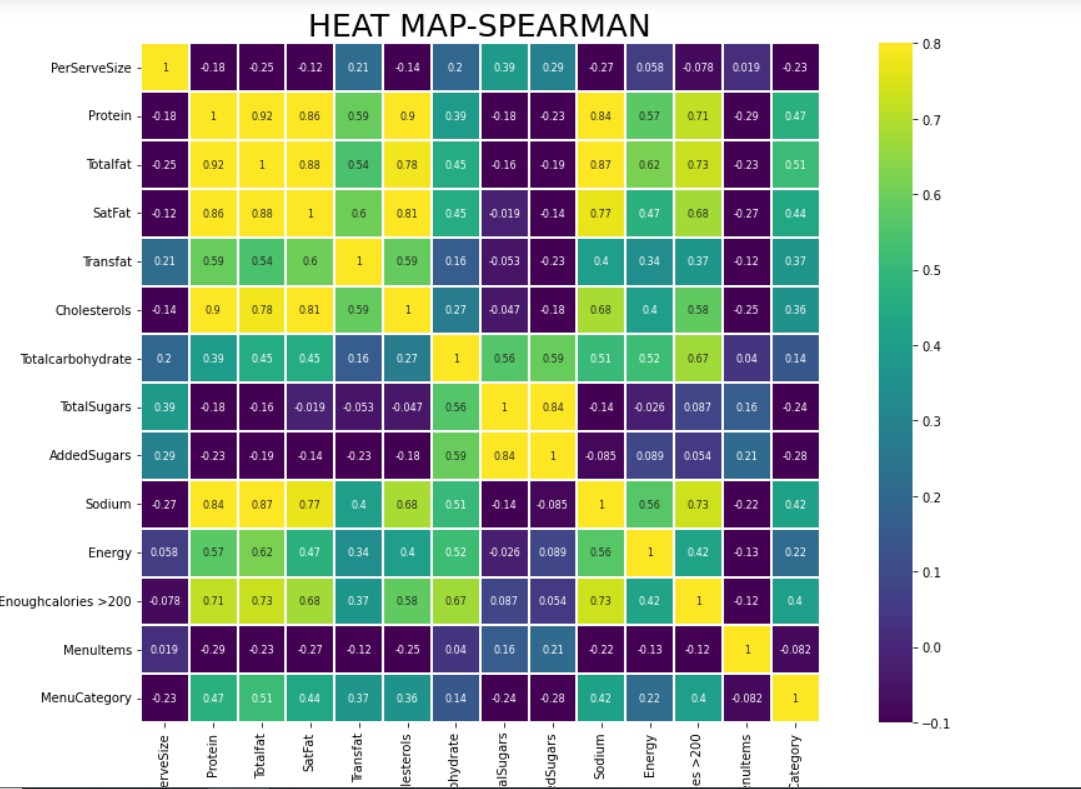 HEAT MAP-SPEARMAN
PerServeSize 1 -0.18 -0.25 -0.12 0.21 -0.14 0.2 0.39 0.29 -0.27 0.058 -0.078 0.019 -0.23
Protein -0.18 1 0.92 0.86 0.59 0.9 0.39 -0.18 -0.23 0.84 0.57 0.71 -0.29 0.47
Totalfat -0.25 0.92 1 0.88 0.54 0.78 0.45 -0.16 -0.19 0.87 0.62 0.73 -0.23 0.51
SatFat -0.12 0.86 0.88 1 0.6 0.81 0.45 -0.019 -0.14 0.77 0.47 0.68 -0.27 0.44
Transfat 0.21 0.59 0.54 0.6 1 0.59 0.16 -0.053 -0.23 0.4 0.34 0.37 -0.12 0.37
Cholesterols -0.14 0.9 0.78 0.81 0.59 1 0.27 -0.047 -0.18 0.68 0.4 0.58 -0.25 0.36
Totalcarbohydrate 0.2 0.39 0.45 0.45 0.16 0.27 1 0.56 0.59 0.51 0.52 0.67 0.04 0.14
TotalSugars 0.39 -0.18 -0.16 -0.019 -0.053 -0.047 0.56 1 0.84 -0.14 -0.026 0.087 0.16 -0.24
AddedSugars 0.29 -0.23 -0.19 -0.14 -0.23 -0.18 0.59 0.84 1 -0.085 0.089 0.054 0.21 -0.28
Sodium -0.27 0.84 0.87 0.77 0.4 0.68 0.51 -0.14 -0.085 1 0.56 0.73 -0.22 0.42
Energy 0.058 0.57 0.62 0.47 0.34 0.4 0.52 -0.026 0.089 0.56 1 0.42 -0.13 0.22
Enoughcalories >200 -0.078 0.71 0.73 0.68 0.37 0.58 0.67 0.087 0.054 0.73 0.42 1 -0.12 0.4
MenuItems 0.019 -0.29 -0.23 -0.27 -0.12 -0.25 0.04 0.16 0.21 -0.22 -0.13 -0.12 1 -0.082
MenuCategory -0.23 0.47 0.51 0.44 0.37 0.36 0.14 -0.24 -0.28 0.42 0.22 0.4 -0.082 1
erveSize
Protein
Totalfat
SatFat
Transfat
lesterols
ohydrate
alSugars
dSugars
Sodium
Energy
es >200
enuItems
Category
0.8
0.7
0.6
0.5
0.4
0.3
0.2
0.1
0.0
−0.1